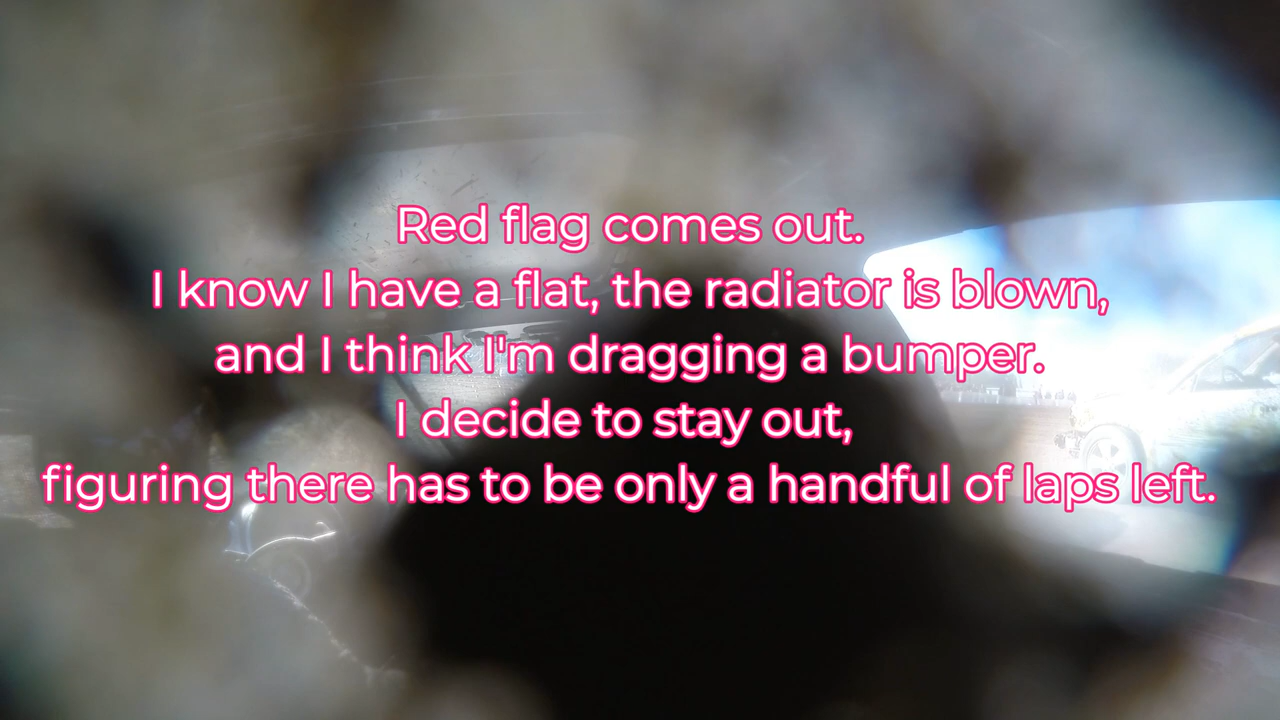 Red flag comes out.
I know I have a flat, the radiator is blown,
and I think I'm dragging a bumper.
I decide to stay out,
figuring there has to be only a handful of laps left.